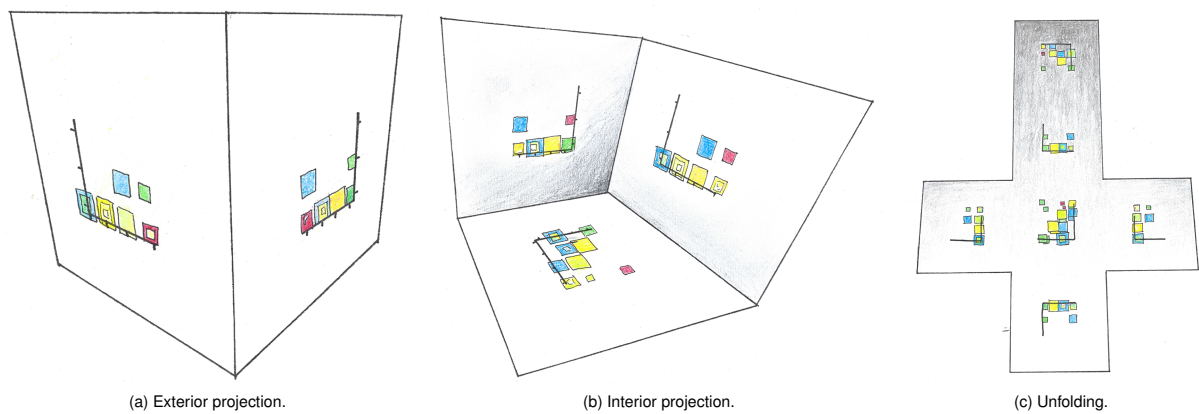 (a) Exterior projection.
(b) Interior projection.
(c) Unfolding.